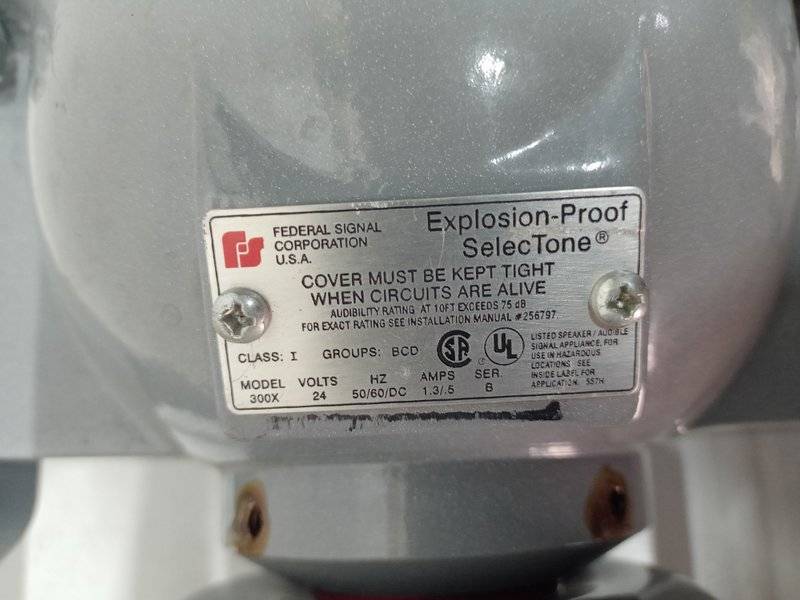 FEDERAL SIGNAL
CORPORATION
U.S.A.
Explosion-Proof
SelecTone®
COVER MUST BE KEPT TIGHT
WHEN CIRCUITS ARE ALIVE
AUDIBILITY RATING AT 10FT EXCEEDS 75 dB
FOR EXACT RATING SEE INSTALLATION MANUAL #256797.
CLASS: I GROUPS: BCD
SA
UL
LISTED SPEAKER / AUDIBLE
SIGNAL APPLIANCE, FOR
USE IN HAZARDOUS
LOCATIONS SEE
INSIDE LABEL FOR
APPLICATION. 557H
MODEL VOLTS HZ AMPS SER.
300X 24 50/60/DC 1.3/.5 B